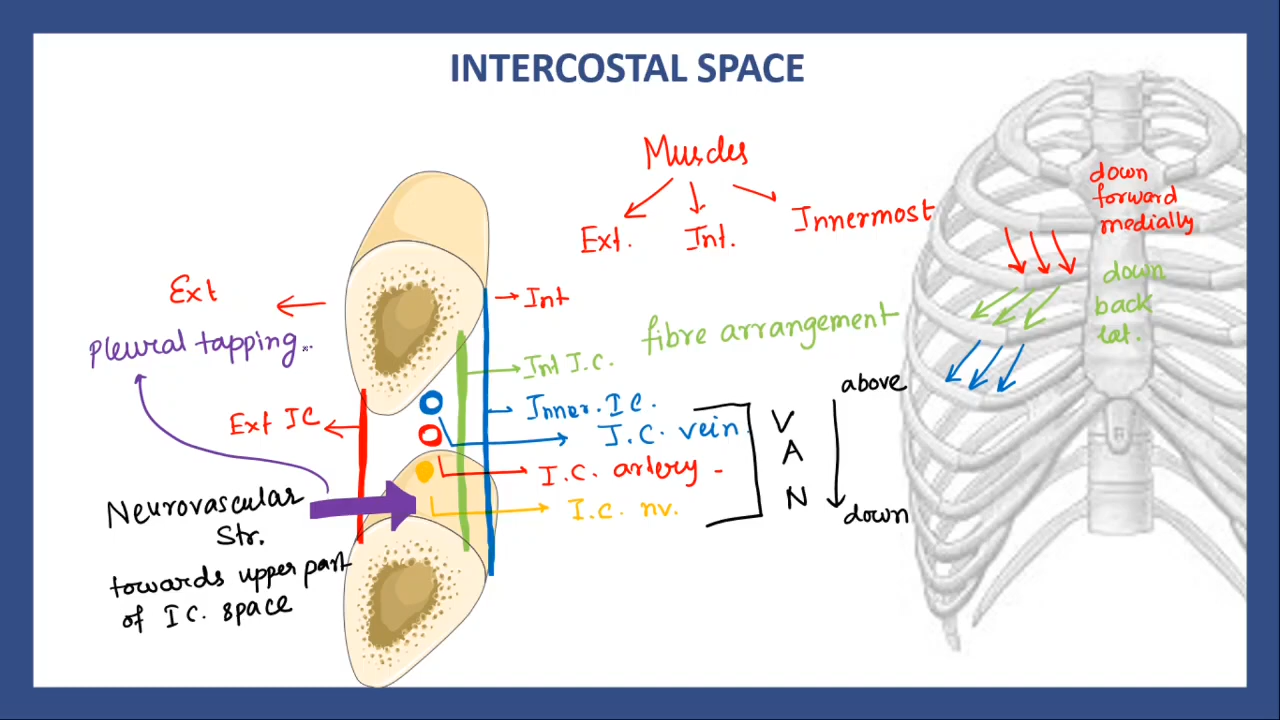 INTERCOSTAL SPACE
Muscles
Ext.
Int.
Innermost
down
forward
medially
down
back
lat.
Ext
Int
Pleural tapping..
fibre arrangement
Int I.C.
above
Ext IC
Inner. I C.
I.C. vein
V
I.C. artery -
A
Neurovascular
Str.
I.C. nv.
N
down
towards upper part
of I C. space